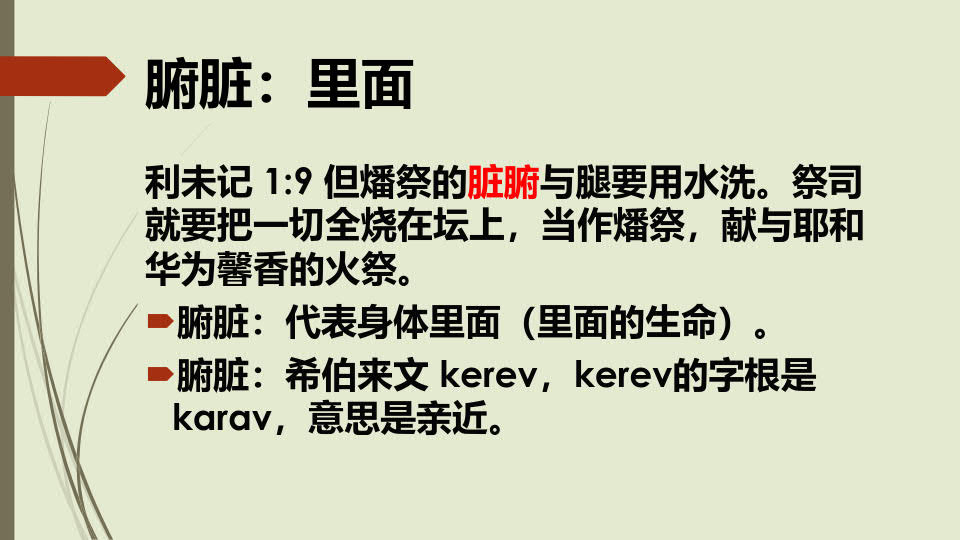 腑脏：里面
利未记 1:9 但燔祭的脏腑与腿要用水洗。祭司
就要把一切全烧在坛上，当作燔祭，献与耶和
华为馨香的火祭。
腑脏：代表身体里面（里面的生命）。
腑脏：希伯来文 kerev，kerev的字根是
karav，意思是亲近。